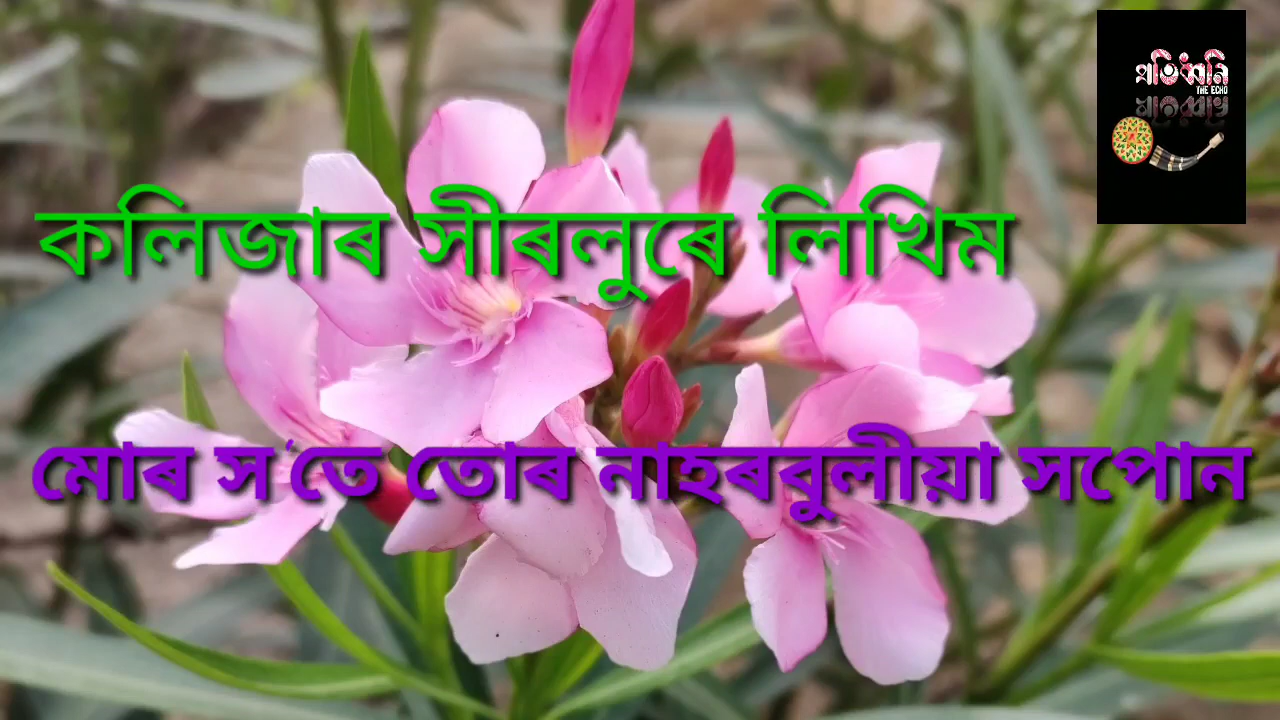 প্ৰতিধ্বনি
THE ECHO
কলিজাৰ সীৰলুৰে লিখিম
মোৰ স'তে তোৰ নাহৰবুলীয়া সপোন